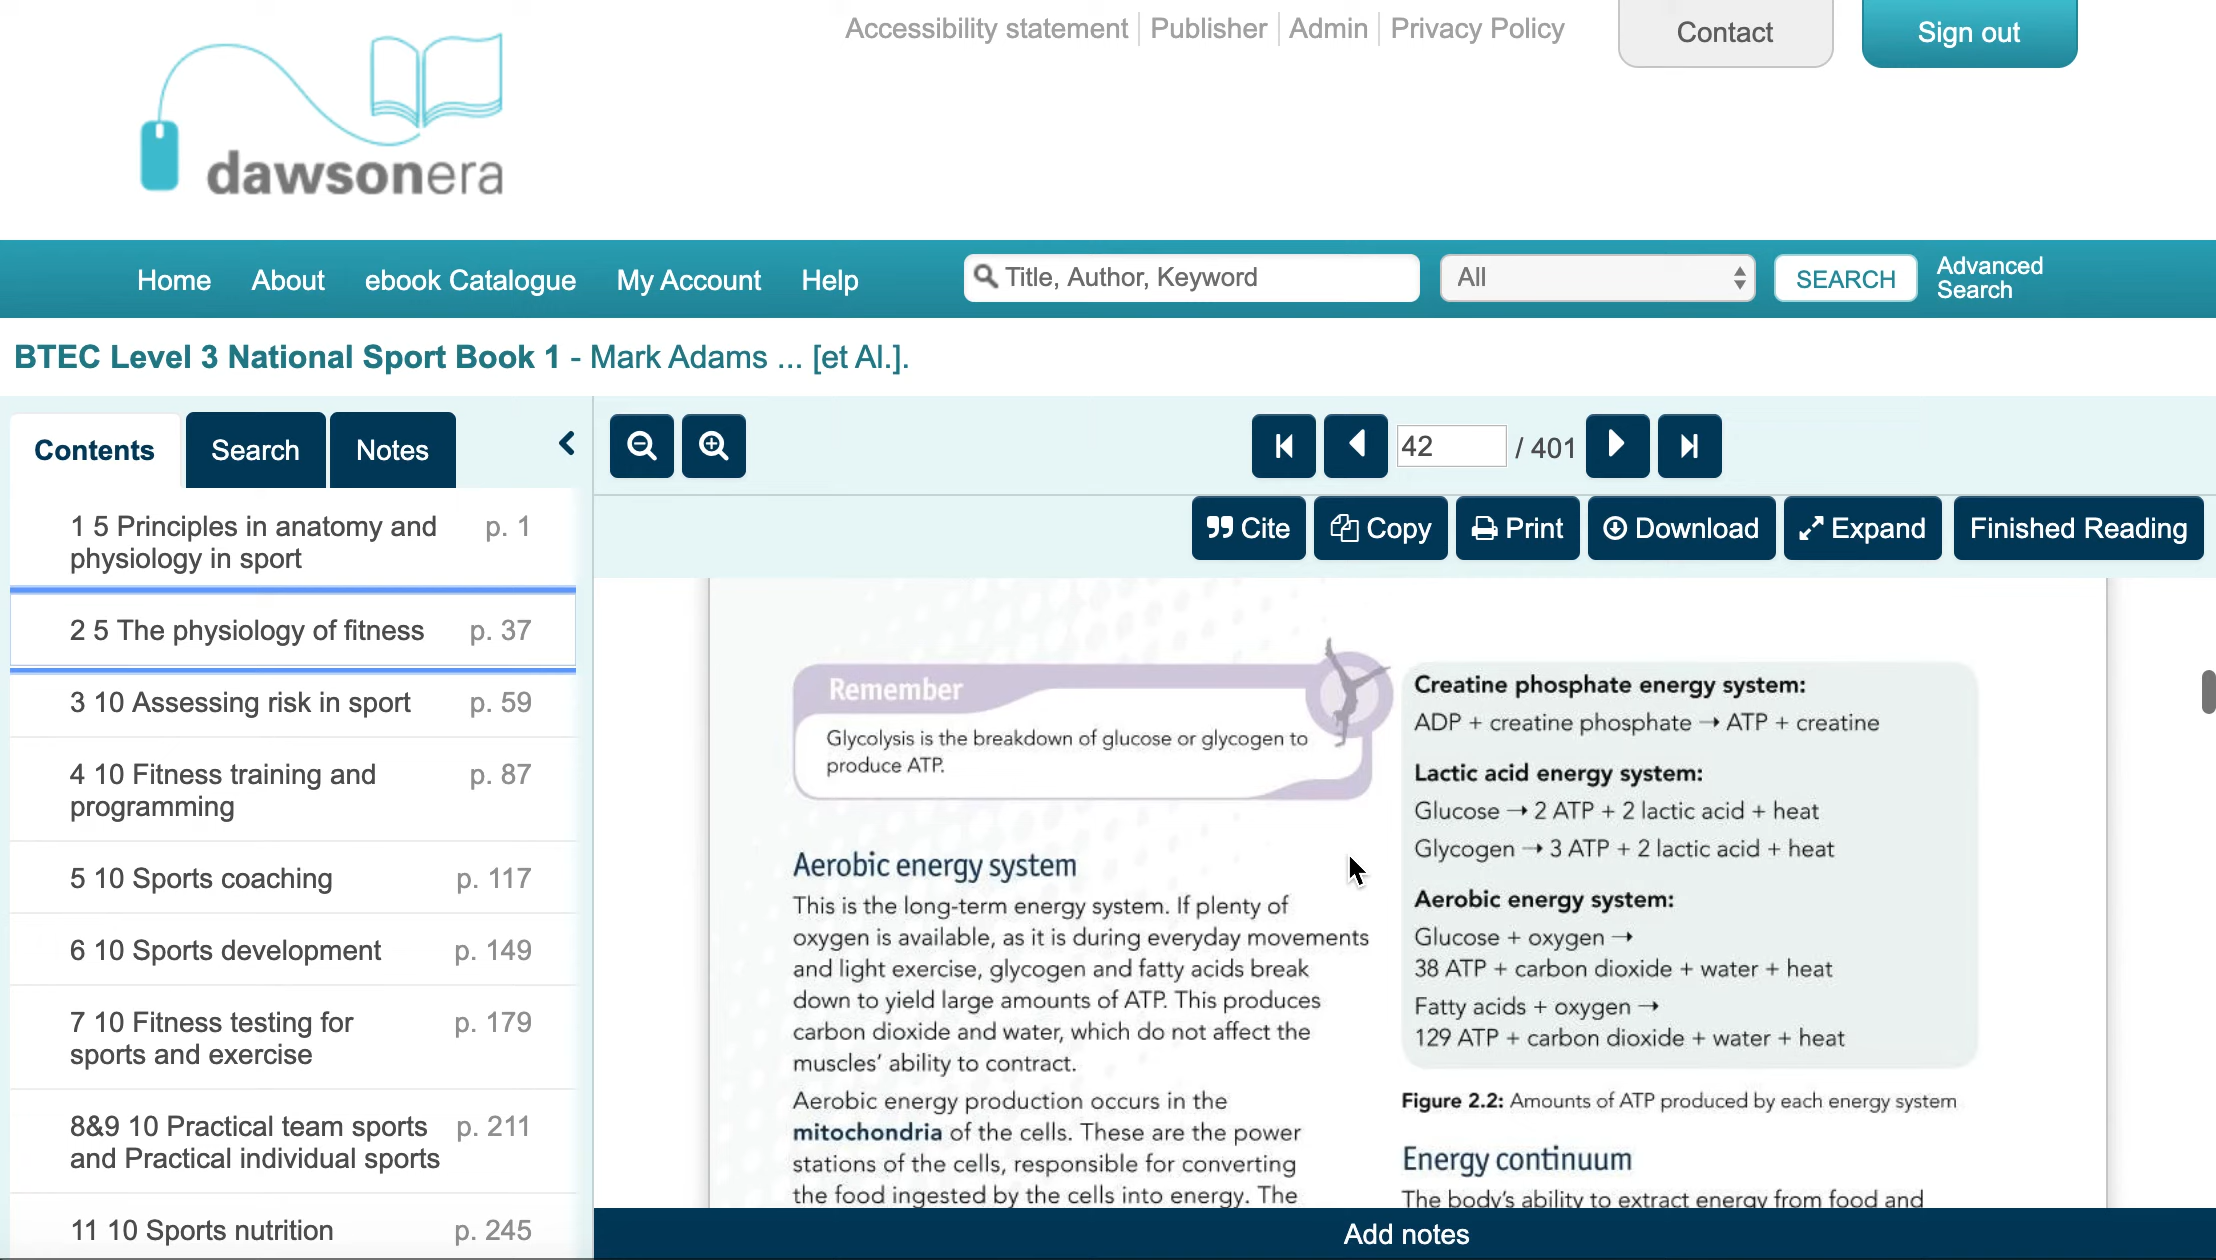 Accessibility statement
Publisher
Admin
Privacy Policy
Contact
Sign out
dawsonera
Home
About
ebook Catalogue
My Account
Help
Title, Author, Keyword
All
SEARCH
Advanced
Search
BTEC Level 3 National Sport Book 1 - Mark Adams ... [et Al.].
Contents
Search
Notes
42
/ 401
Cite
Copy
Print
Download
Expand
Finished Reading
1 5 Principles in anatomy and p. 1
physiology in sport
2 5 The physiology of fitness p. 37
3 10 Assessing risk in sport p. 59
4 10 Fitness training and p. 87
programming
5 10 Sports coaching p. 117
6 10 Sports development p. 149
7 10 Fitness testing for p. 179
sports and exercise
8&9 10 Practical team sports p. 211
and Practical individual sports
11 10 Sports nutrition p. 245
Remember
Glycolysis is the breakdown of glucose or glycogen to
produce ATP.
Aerobic energy system
This is the long-term energy system. If plenty of
oxygen is available, as it is during everyday movements
and light exercise, glycogen and fatty acids break
down to yield large amounts of ATP. This produces
carbon dioxide and water, which do not affect the
muscles' ability to contract.
Aerobic energy production occurs in the
mitochondria of the cells. These are the power
stations of the cells, responsible for converting
the food ingested by the cells into energy. The
Creatine phosphate energy system:
ADP + creatine phosphate → ATP + creatine
Lactic acid energy system:
Glucose → 2 ATP + 2 lactic acid + heat
Glycogen → 3 ATP + 2 lactic acid + heat
Aerobic energy system:
Glucose + oxygen →
38 ATP + carbon dioxide + water + heat
Fatty acids + oxygen →
129 ATP + carbon dioxide + water + heat
Figure 2.2: Amounts of ATP produced by each energy system
Energy continuum
The body's ability to extract energy from food and
Add notes